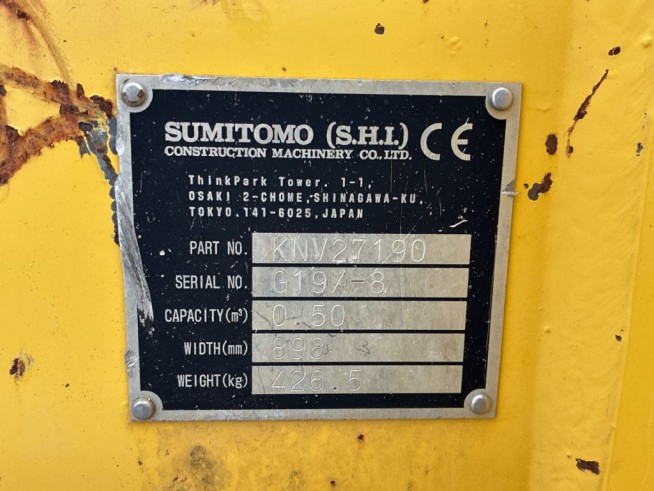 SUMITOMO (S.H.I.) CE
CONSTRUCTION MACHINERY CO., LTD.
ThinkPark Tower. 1-1,
OSAKI 2-CHOME, SHINAGAWA-KU,
TOKYO. 141-6025, JAPAN
PART NO. KNV27190
SERIAL NO.
CAPACITY(m³) 0.50
WIDTH(mm) 898
WEIGHT(kg) 426.5